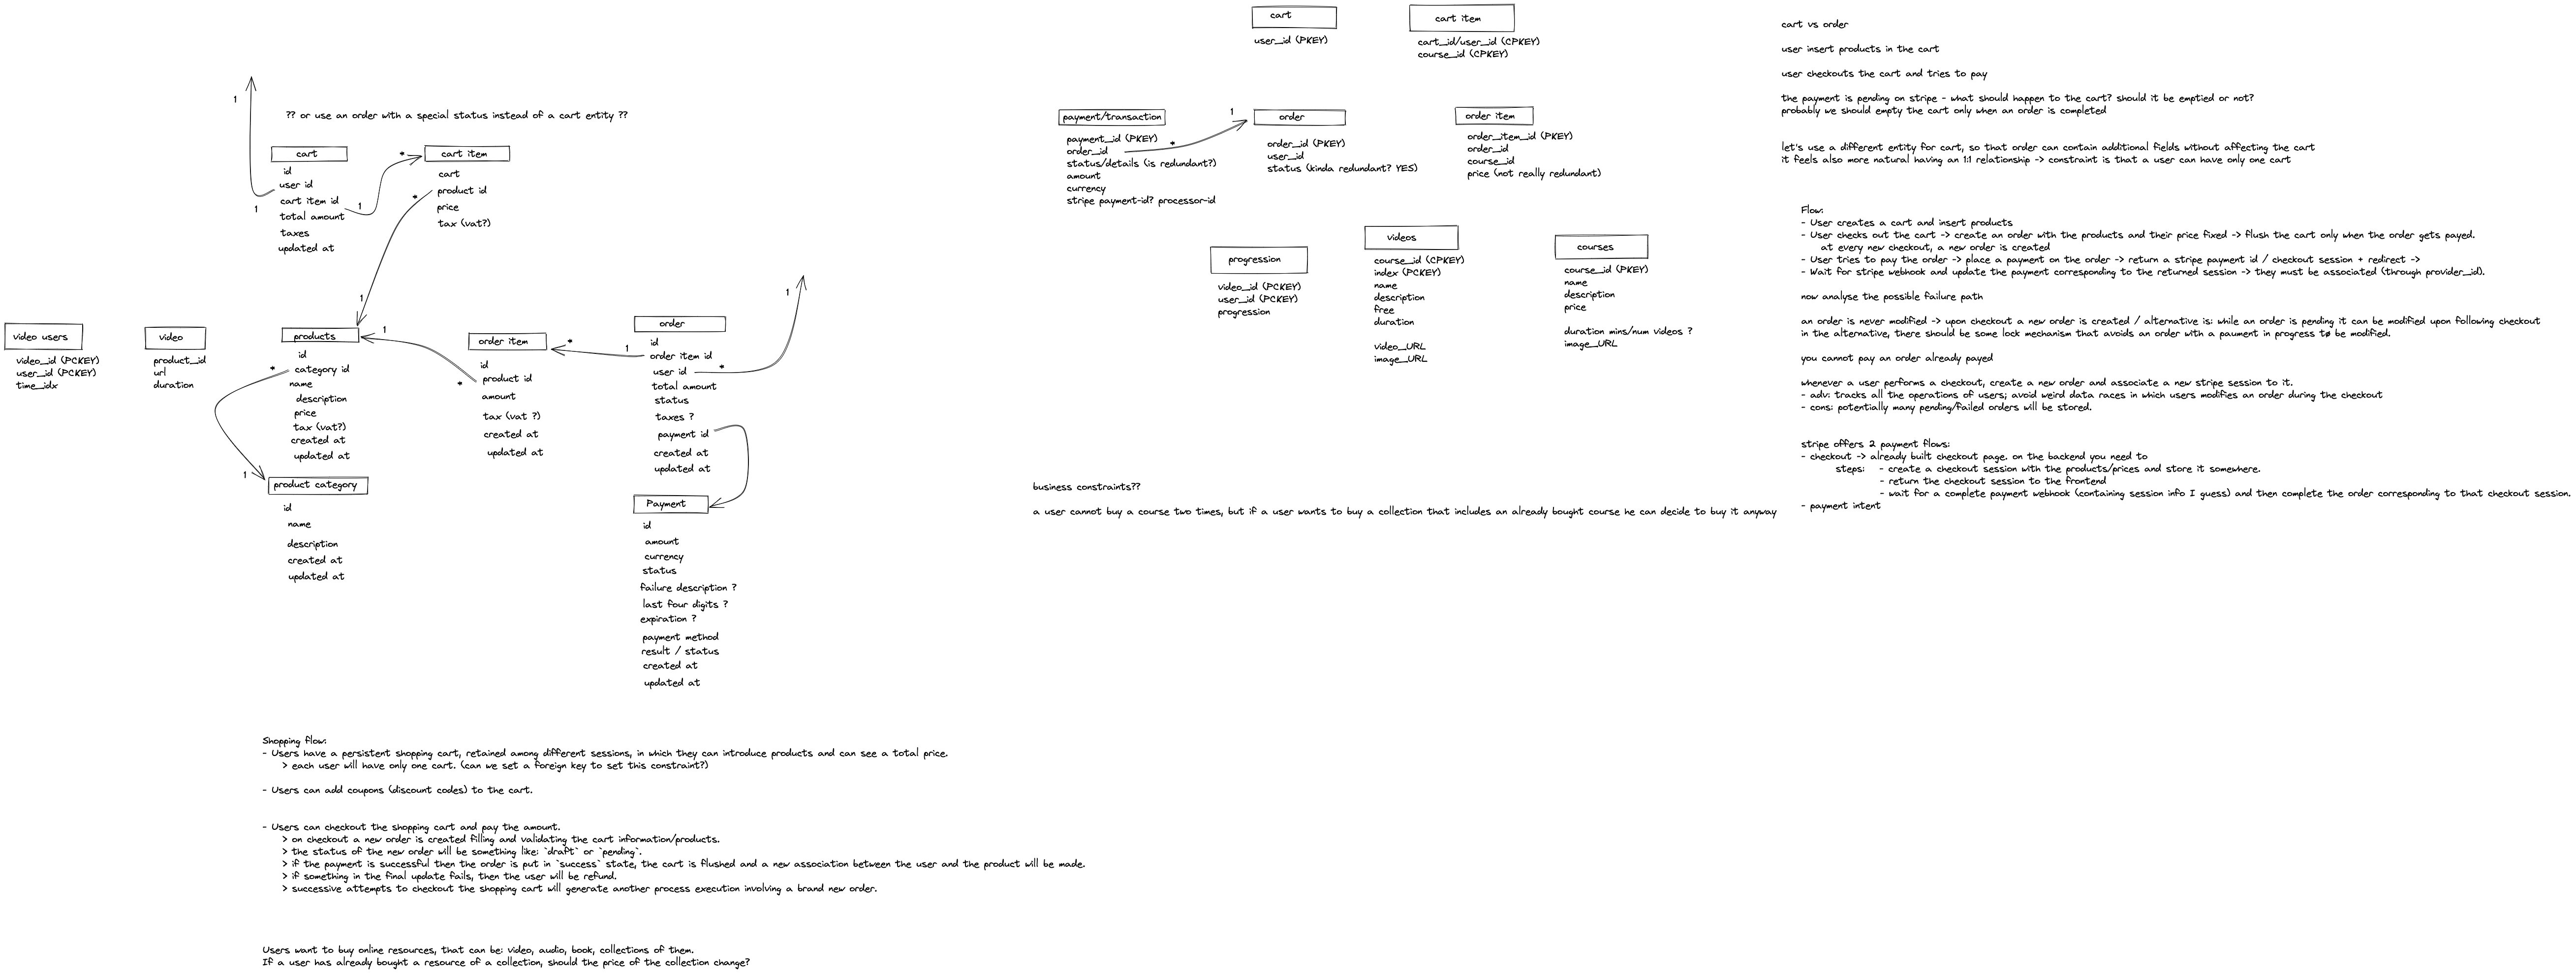 ?? or use an order with a special status instead of a cart entity ??
1
cart
id
user id
cart item id
total amount
taxes
updated at
1
1
*
cart item
cart
product id
price
tax (vat?)
*
1
video users
video_id (PCKEY)
user_id (PCKEY)
time_idx
video
product_id
url
duration
products
id
category id
name
description
price
tax (vat?)
created at
updated at
*
1
1
*
product category
id
name
description
created at
updated at
order item
id
product id
amount
tax (vat ?)
created at
updated at
*
1
order
id
order item id
user id
total amount
status
taxes ?
payment id
created at
updated at
*
1
Payment
id
amount
currency
status
failure description ?
last four digits ?
expiration ?
payment method
result / status
created at
updated at
Shopping flow:
- Users have a persistent shopping cart, retained among different sessions, in which they can introduce products and can see a total price.
> each user will have only one cart. (can we set a foreign key to set this constraint?)
- Users can add coupons (discount codes) to the cart.
- Users can checkout the shopping cart and pay the amount.
> on checkout a new order is created filling and validating the cart information/products.
> the status of the new order will be something like: `draft` or `pending`.
> if the payment is successful then the order is put in `success` state, the cart is flushed and a new association between the user and the product will be made.
> if something in the final update fails, then the user will be refund.
> successive attempts to checkout the shopping cart will generate another process execution involving a brand new order.
Users want to buy online resources, that can be: video, audio, book, collections of them.
If a user has already bought a resource of a collection, should the price of the collection change?
cart
user_id (PKEY)
cart item
cart_id/user_id (CPKEY)
course_id (CPKEY)
payment/transaction
payment_id (PKEY)
order_id
status/details (is redundant?)
amount
currency
stripe payment-id? processor-id
*
1
order
order_id (PKEY)
user_id
status (kinda redundant? YES)
order item
order_item_id (PKEY)
order_id
course_id
price (not really redundant)
progression
video_id (PCKEY)
user_id (PCKEY)
progression
videos
course_id (CPKEY)
index (PCKEY)
name
description
free
duration
video_URL
image_URL
courses
course_id (PKEY)
name
description
price
duration mins/num videos ?
image_URL
business constraints??
a user cannot buy a course two times, but if a user wants to buy a collection that includes an already bought course he can decide to buy it anyway
cart vs order
user insert products in the cart
user checkouts the cart and tries to pay
the payment is pending on stripe - what should happen to the cart? should it be emptied or not?
probably we should empty the cart only when an order is completed
let's use a different entity for cart, so that order can contain additional fields without affecting the cart
it feels also more natural having an 1:1 relationship -> constraint is that a user can have only one cart
Flow:
- User creates a cart and insert products
- User checks out the cart -> create an order with the products and their price fixed -> flush the cart only when the order gets payed.
at every new checkout, a new order is created
- User tries to pay the order -> place a payment on the order -> return a stripe payment id / checkout session + redirect ->
- Wait for stripe webhook and update the payment corresponding to the returned session -> they must be associated (through provider_id).
now analyse the possible failure path
an order is never modified -> upon checkout a new order is created / alternative is: while an order is pending it can be modified upon following checkout
in the alternative, there should be some lock mechanism that avoids an order with a paument in progress tø be modified.
you cannot pay an order already payed
whenever a user performs a checkout, create a new order and associate a new stripe session to it.
- adv: tracks all the operations of users; avoid weird data races in which users modifies an order during the checkout
- cons: potentially many pending/failed orders will be stored.
stripe offers 2 payment flows:
- checkout -> already built checkout page. on the backend you need to
steps: - create a checkout session with the products/prices and store it somewhere.
- return the checkout session to the frontend
- wait for a complete payment webhook (containing session info I guess) and then complete the order corresponding to that checkout session.
- payment intent